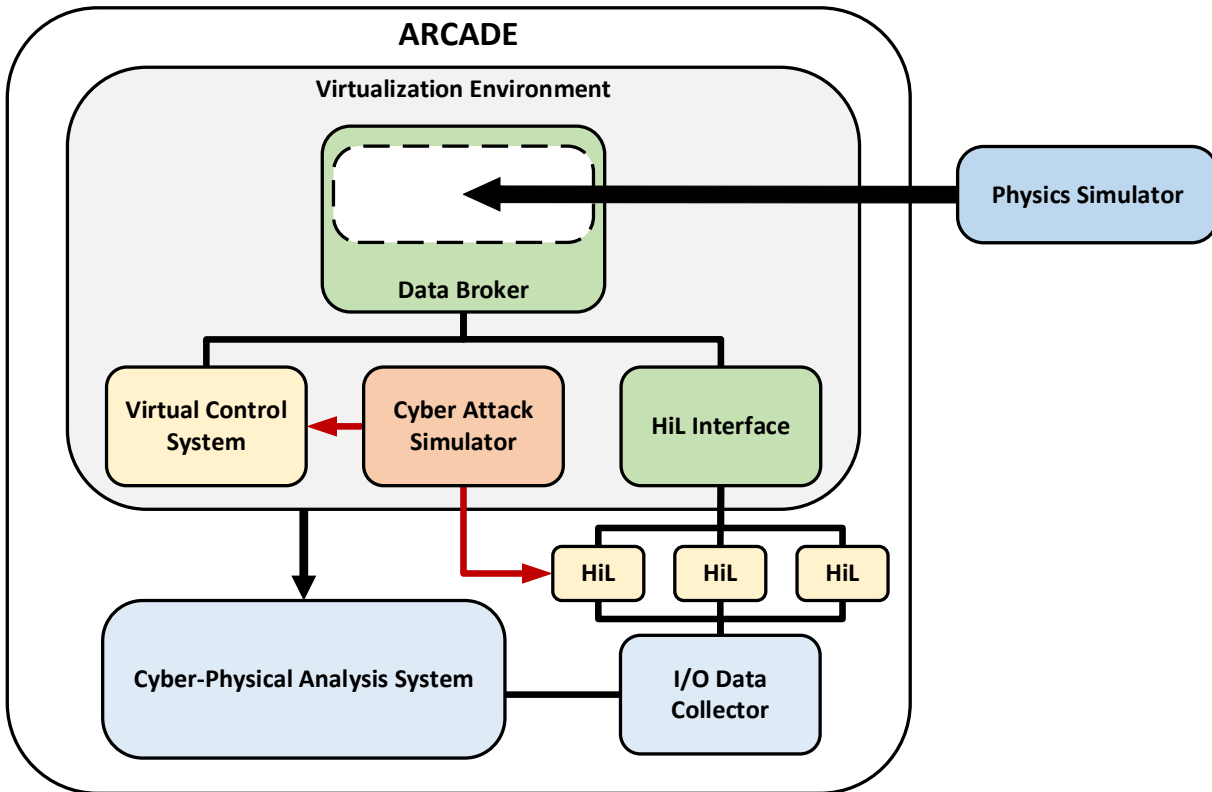 ARCADE
Virtualization Environment
Physics Simulator
Data Broker
Virtual Control
System
Cyber Attack
Simulator
HiL Interface
HiL
HiL
HiL
Cyber-Physical Analysis System
I/O Data
Collector